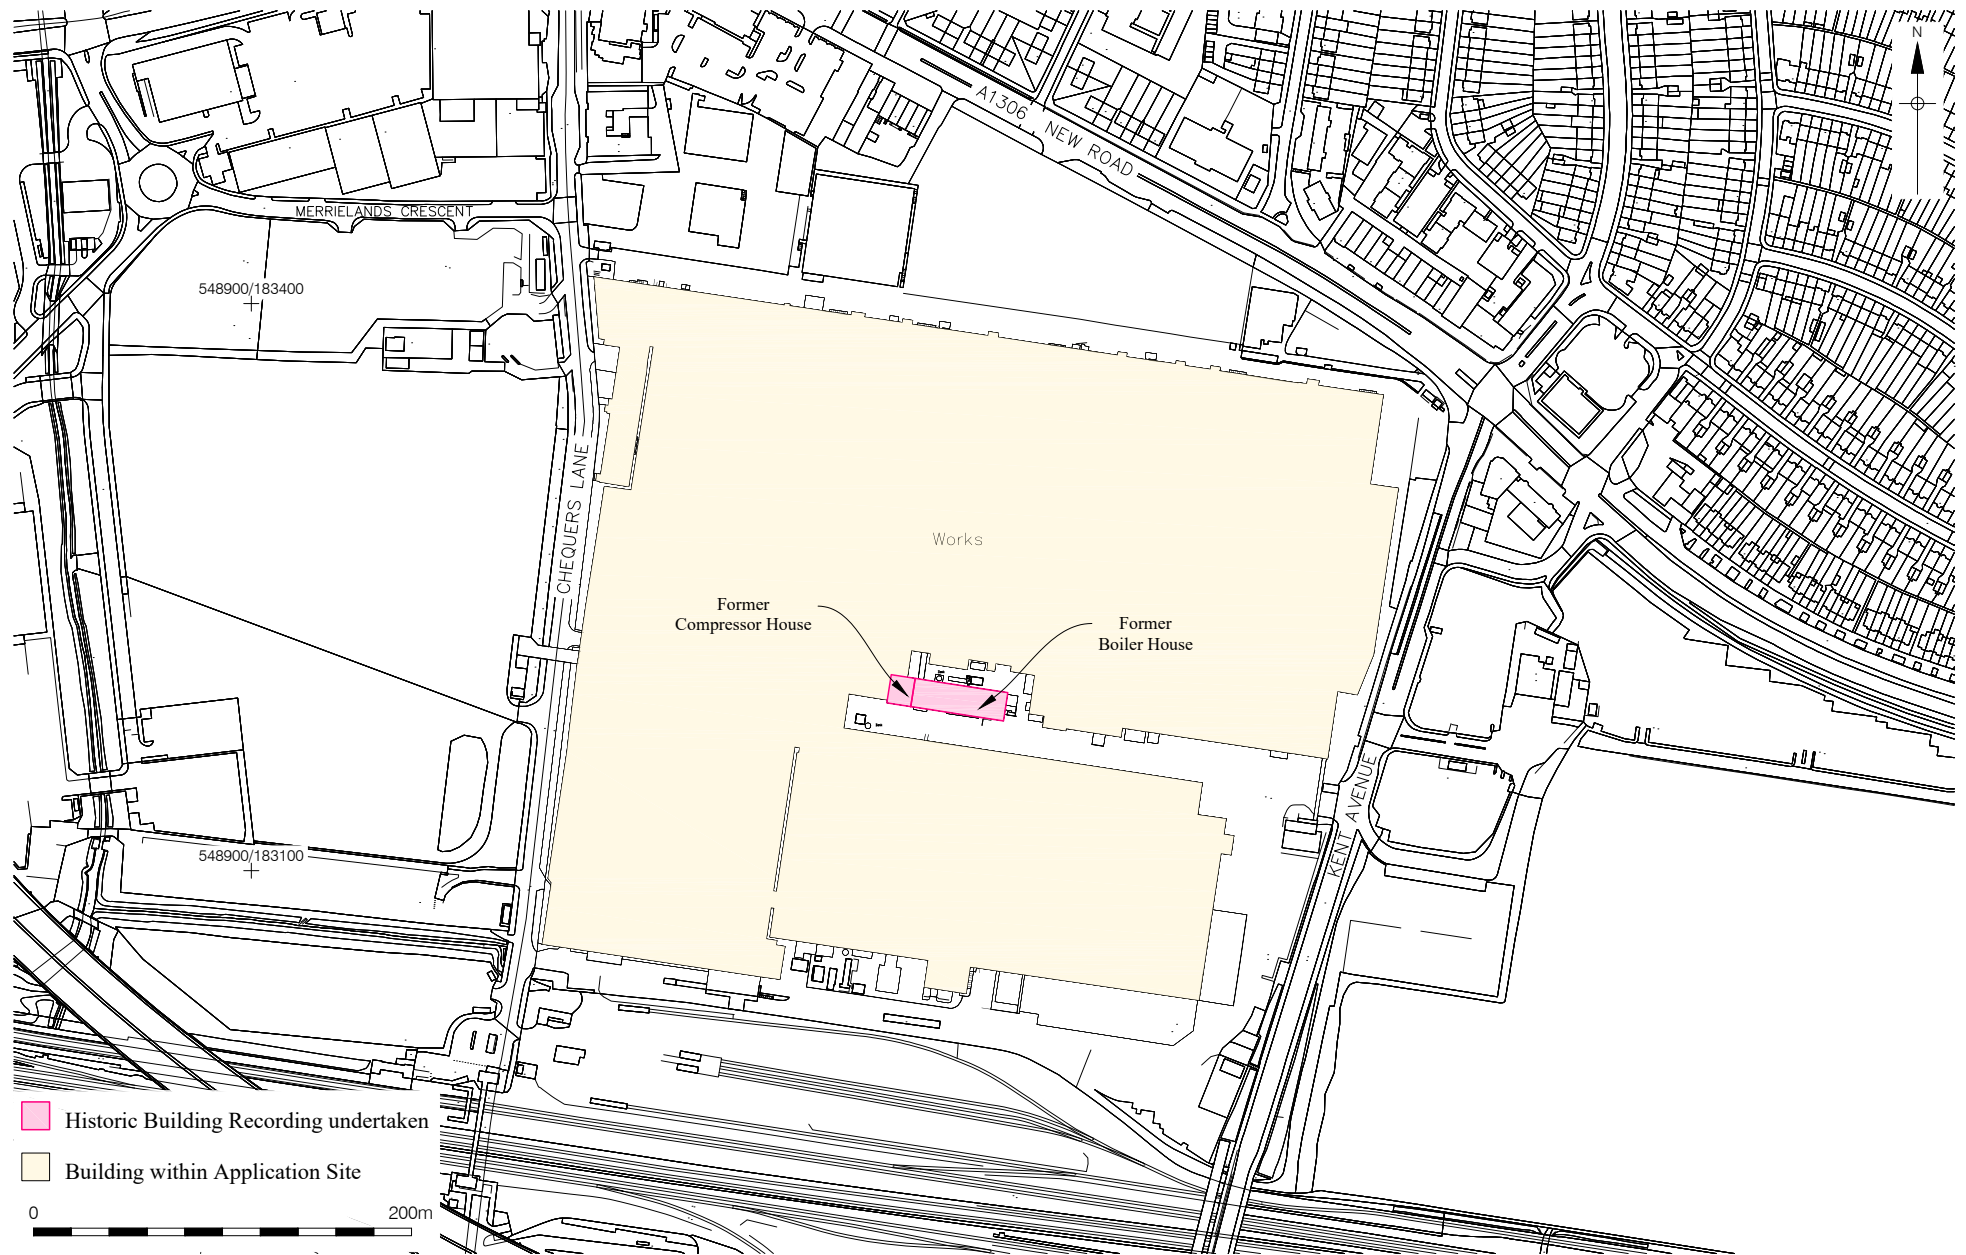 N
A1306 NEW ROAD
MERRIELANDS CRESCENT
548900/183400
CHEQUERS LANE
Works
Former
Compressor House
Former
Boiler House
KENT AVENUE
548900/183100
Historic Building Recording undertaken
Building within Application Site
0 200m